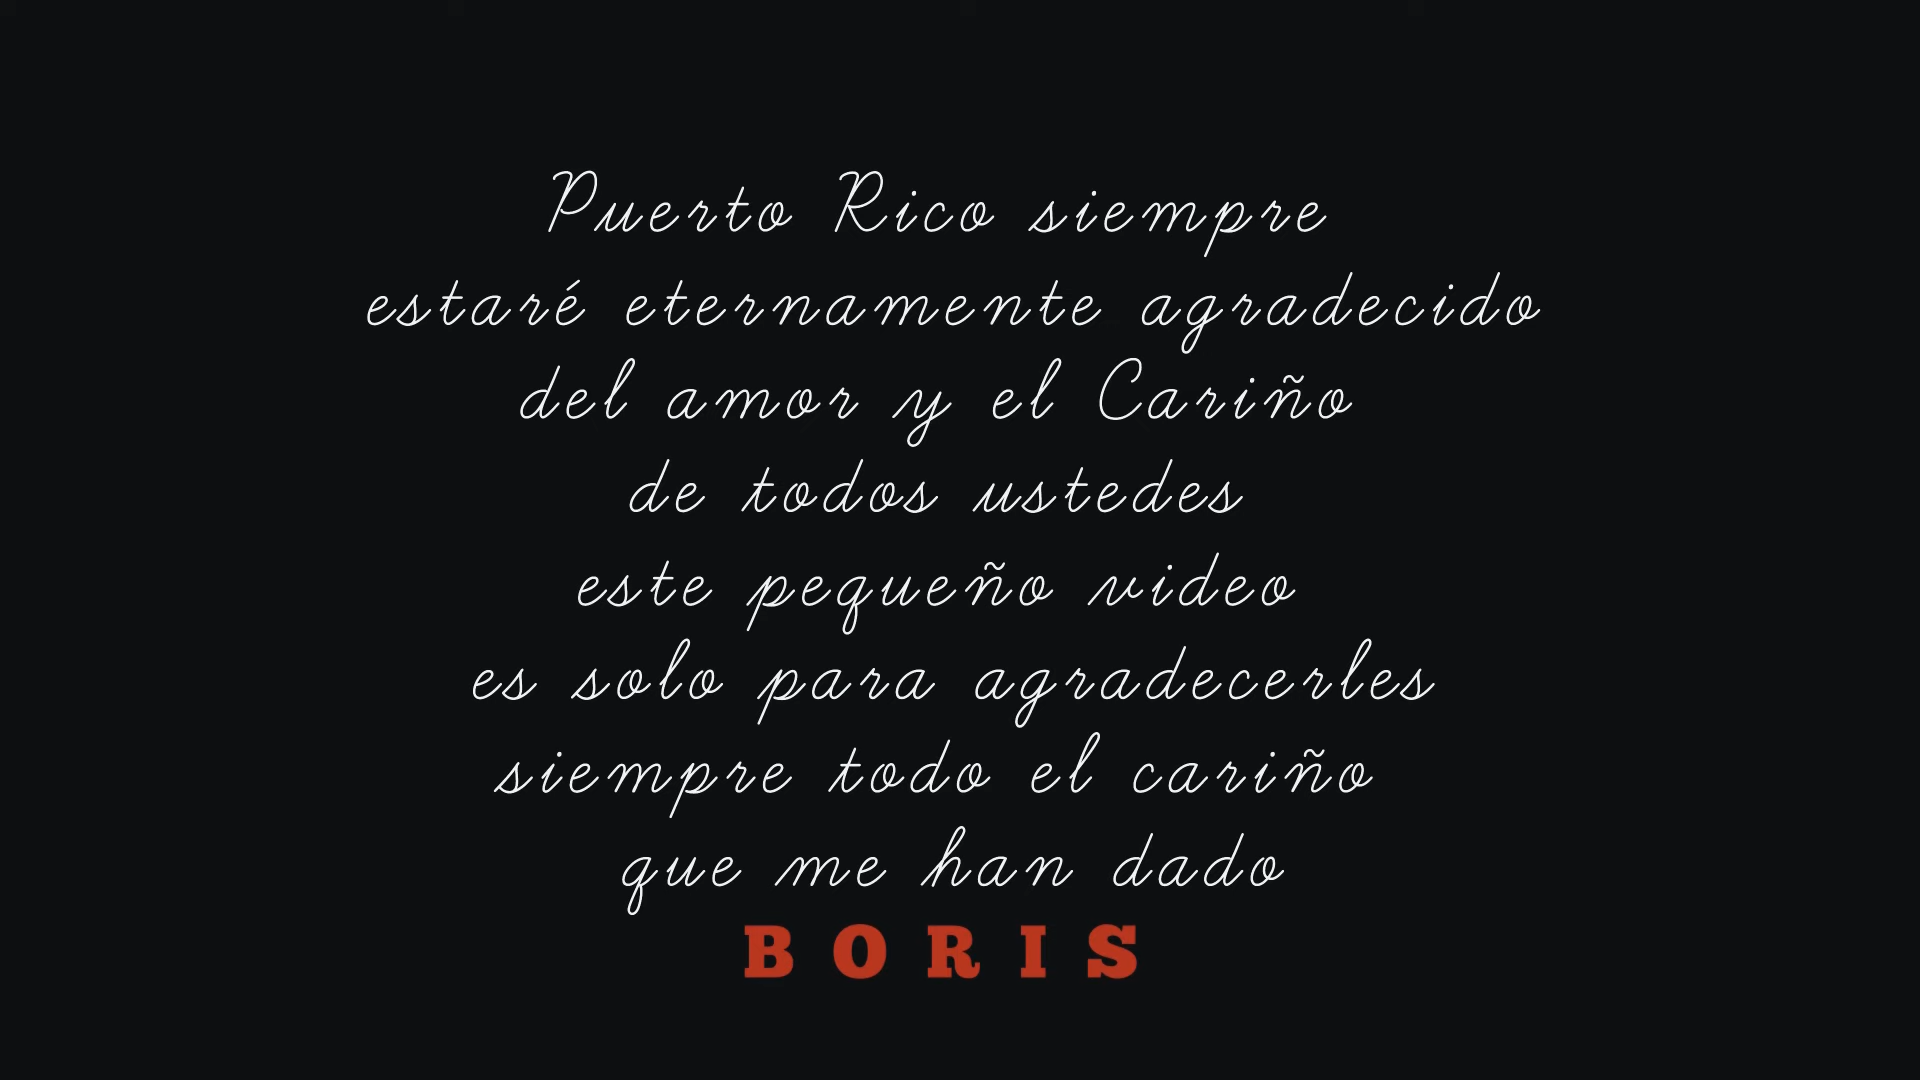 Puerto Rico siempre
estaré eternamente agradecido
del amor y el Cariño
de todos ustedes
este pequeño video
es solo para agradecerles
siempre todo el cariño
que me han dado
BORIS